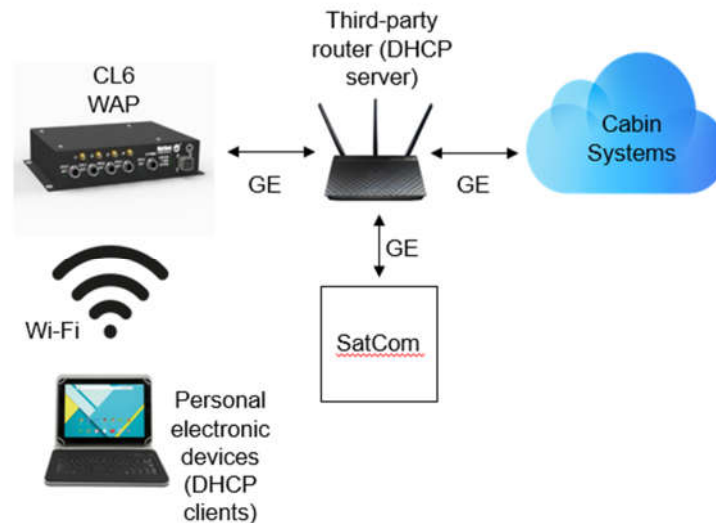 Third-party
router (DHCP
server)
CL6
WAP
Cabin
Systems
GE
GE
GE
Wi-Fi
SatCom
Personal
electronic
devices
(DHCP
clients)